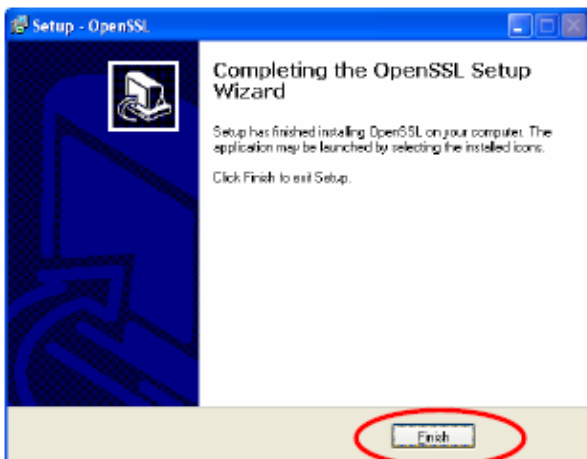 Setup - OpenSSL
Completing the OpenSSL Setup
Wizard
Setup has finished installing OpenSSL on your computer. The
application may be launched by selecting the installed icons.
Click Finish to exit Setup.
Finish